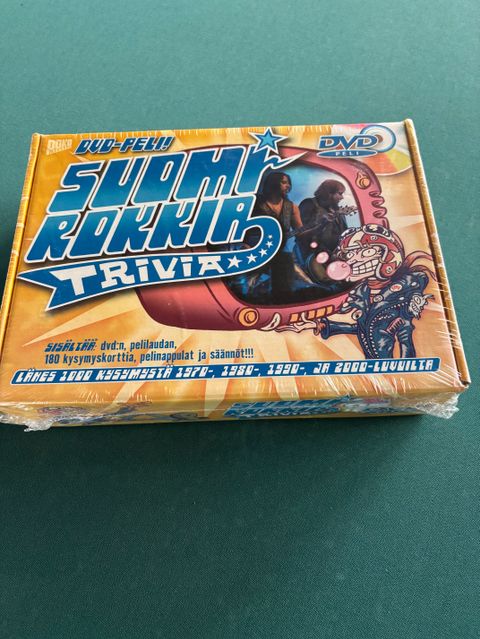 DVD-PELI!
DVD
PELI
SUOMI
ROKKIA
TRIVIA
SISÄLTÄÄ: dvd:n, pelilaudan,
180 kysymyskorttia, pelinappulat ja säännöt!!!
LÄHES 1000 KYSYMYSTÄ 1970-, 1980-, 1990-, JA 2000-LUVUILTA